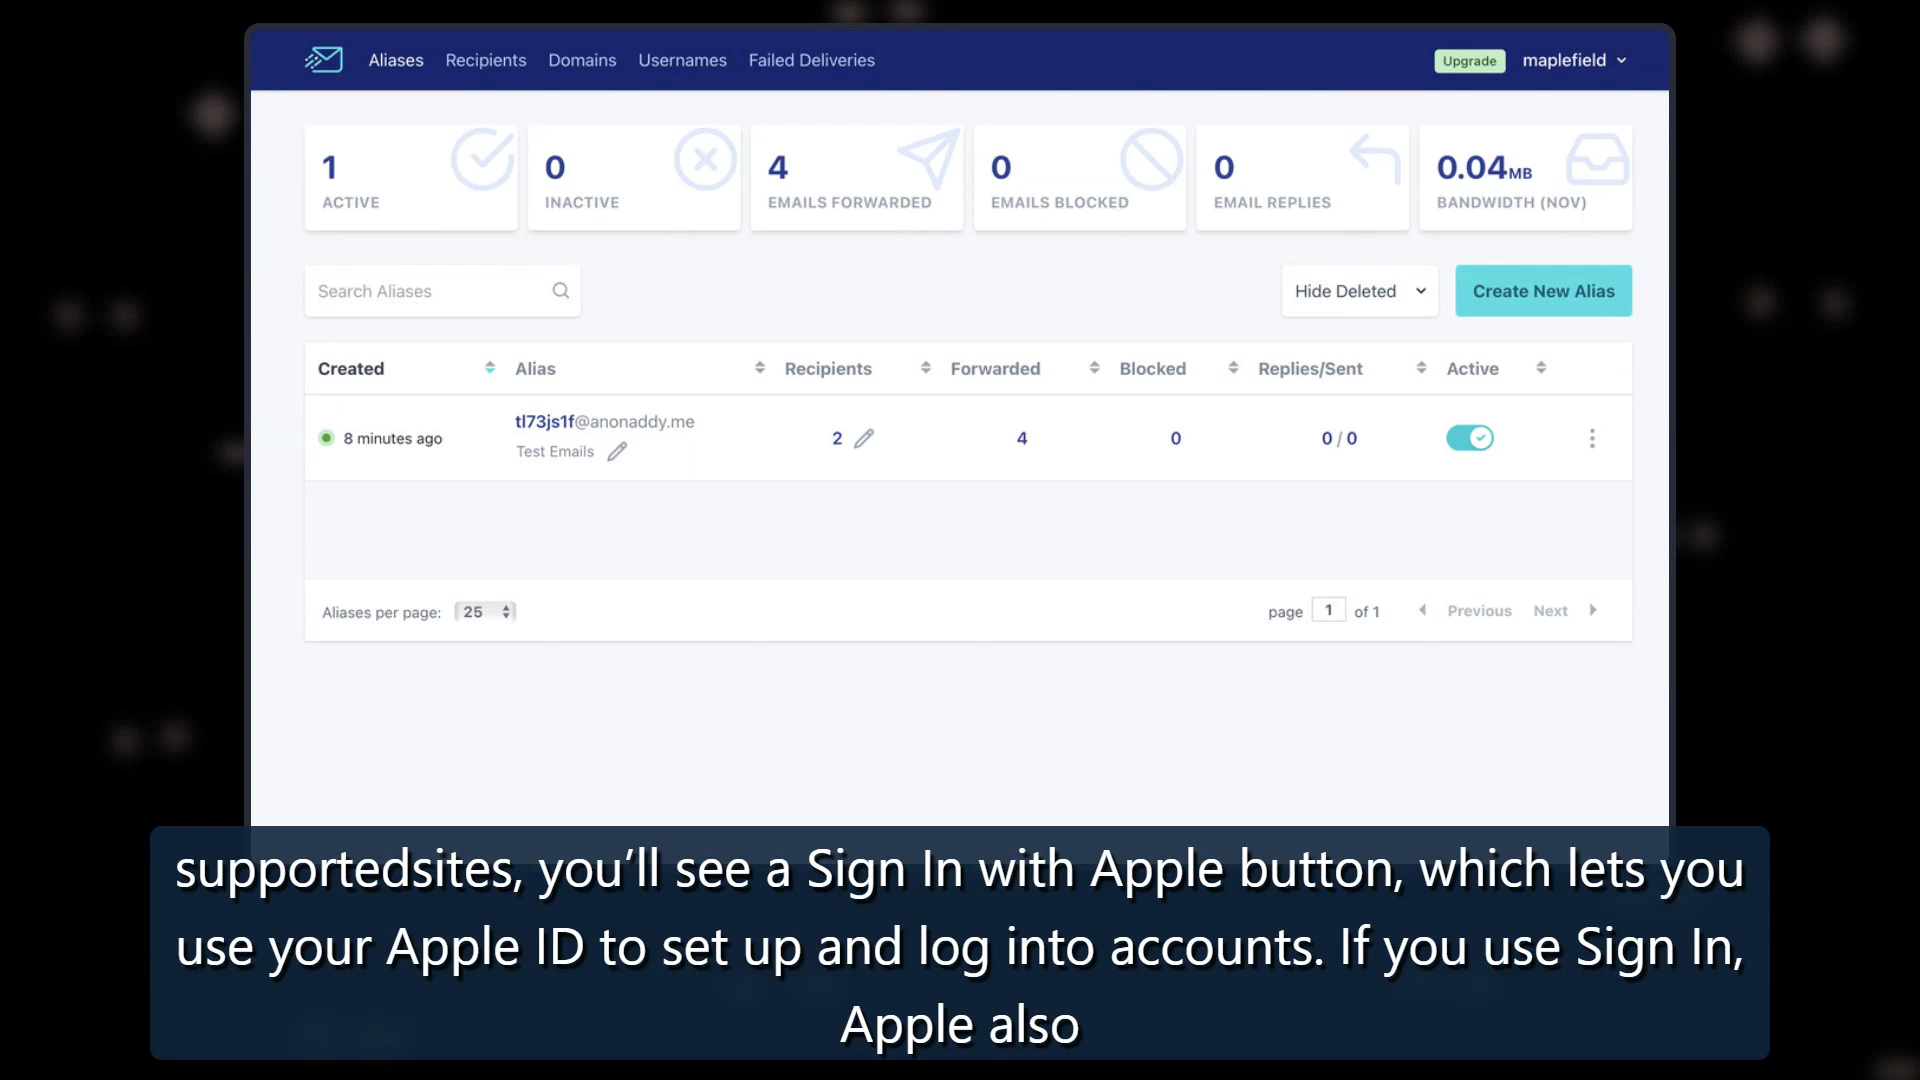 Aliases Recipients Domains Usernames Failed Deliveries Upgrade maplefield
1 0 4 0 0 0.04MB
ACTIVE INACTIVE EMAILS FORWARDED EMAILS BLOCKED EMAIL REPLIES BANDWIDTH (NOV)
Search Aliases Hide Deleted Create New Alias
Created Alias Recipients Forwarded Blocked Replies/Sent Active
tl73js1f@anonaddy.me
8 minutes ago 2 4 0 0 / 0
Test Emails
Aliases per page: 25 page 1 of 1 Previous Next
supportedsites, you’ll see a Sign In with Apple button, which lets you
use your Apple ID to set up and log into accounts. If you use Sign In,
Apple also